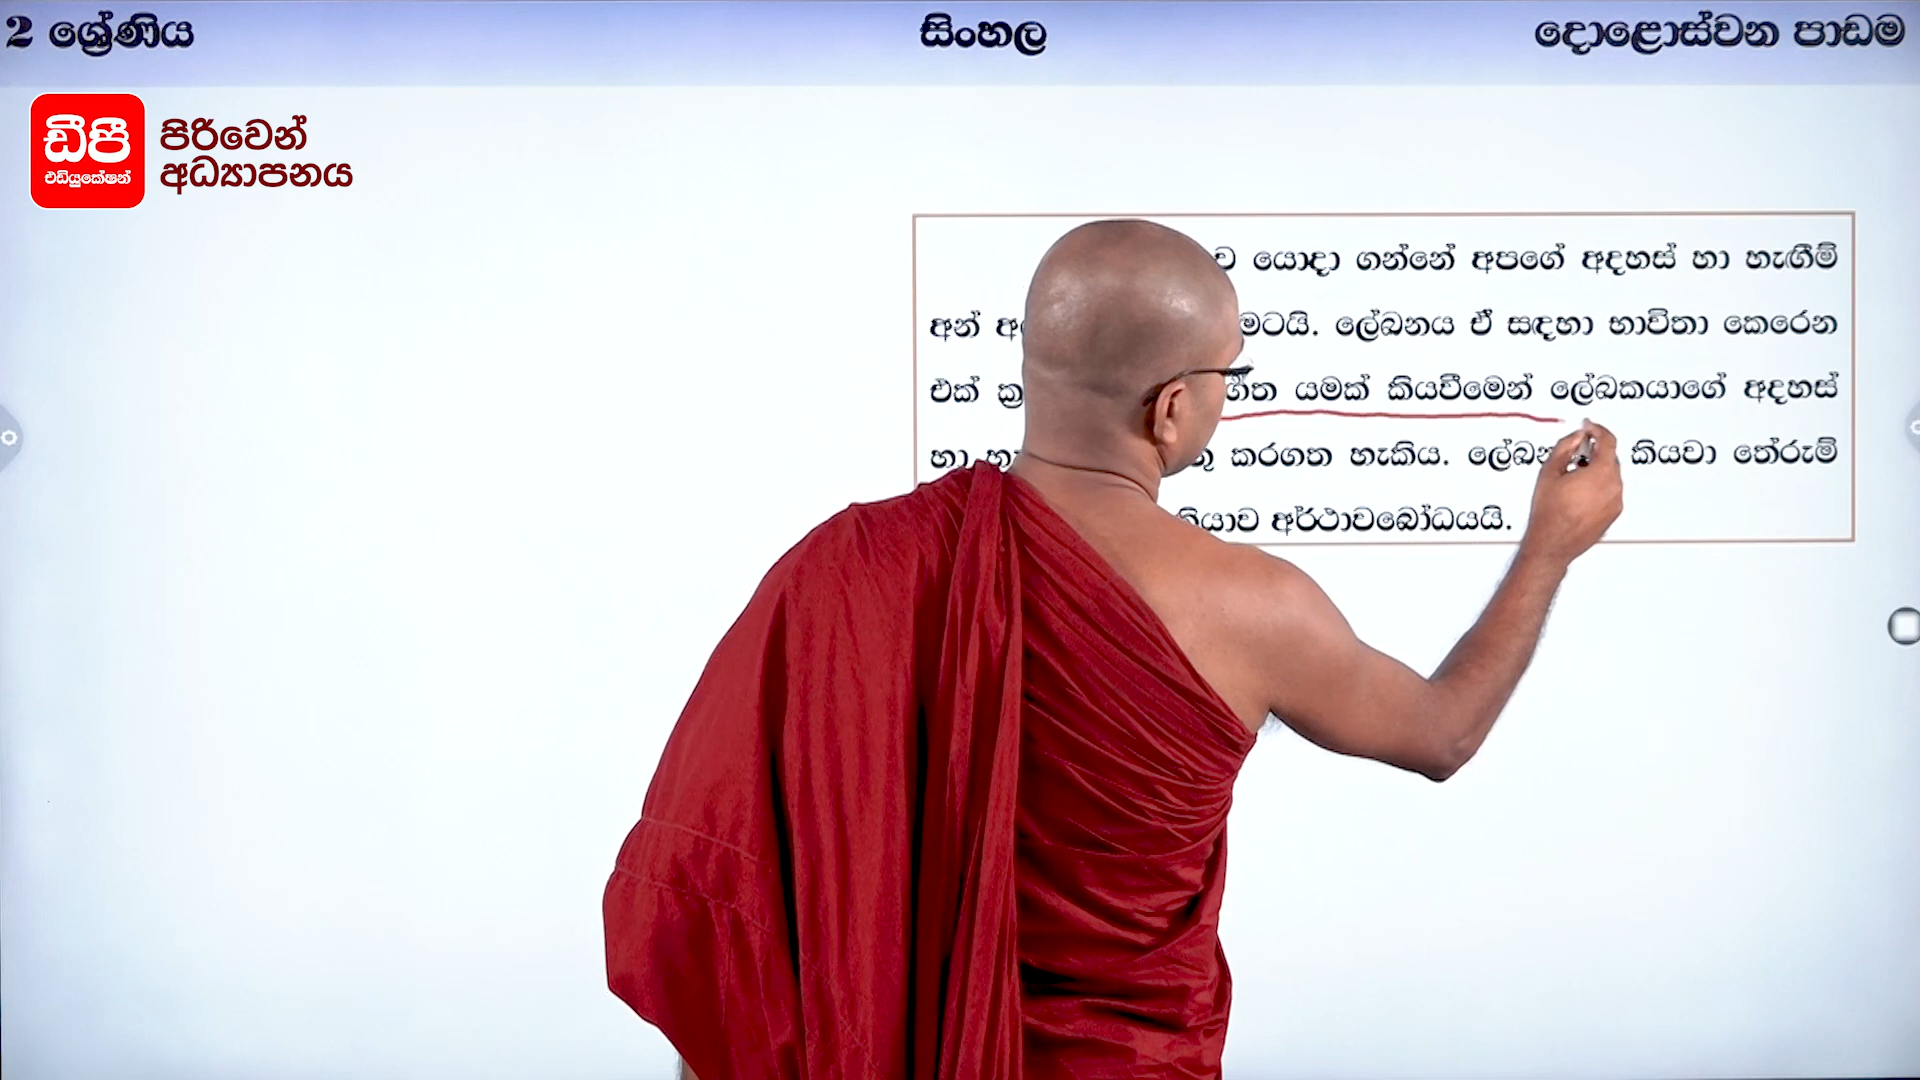 2 ශ්‍රේණිය සිංහල දොළොස්වන පාඩම
ඩීපී
එඩියුකේෂන්
පිරිවෙන්
අධ්‍යාපනය
යොදා ගන්නේ අපගේ අදහස් හා හැඟීම්
අන් ලේඛනය ඒ සඳහා භාවිතා කෙරෙන
එක් යමක් කියවීමෙන් ලේඛකයාගේ අදහස්
හා කරගත හැකිය. කියවා තේරුම්
අර්ථාවබෝධයයි.